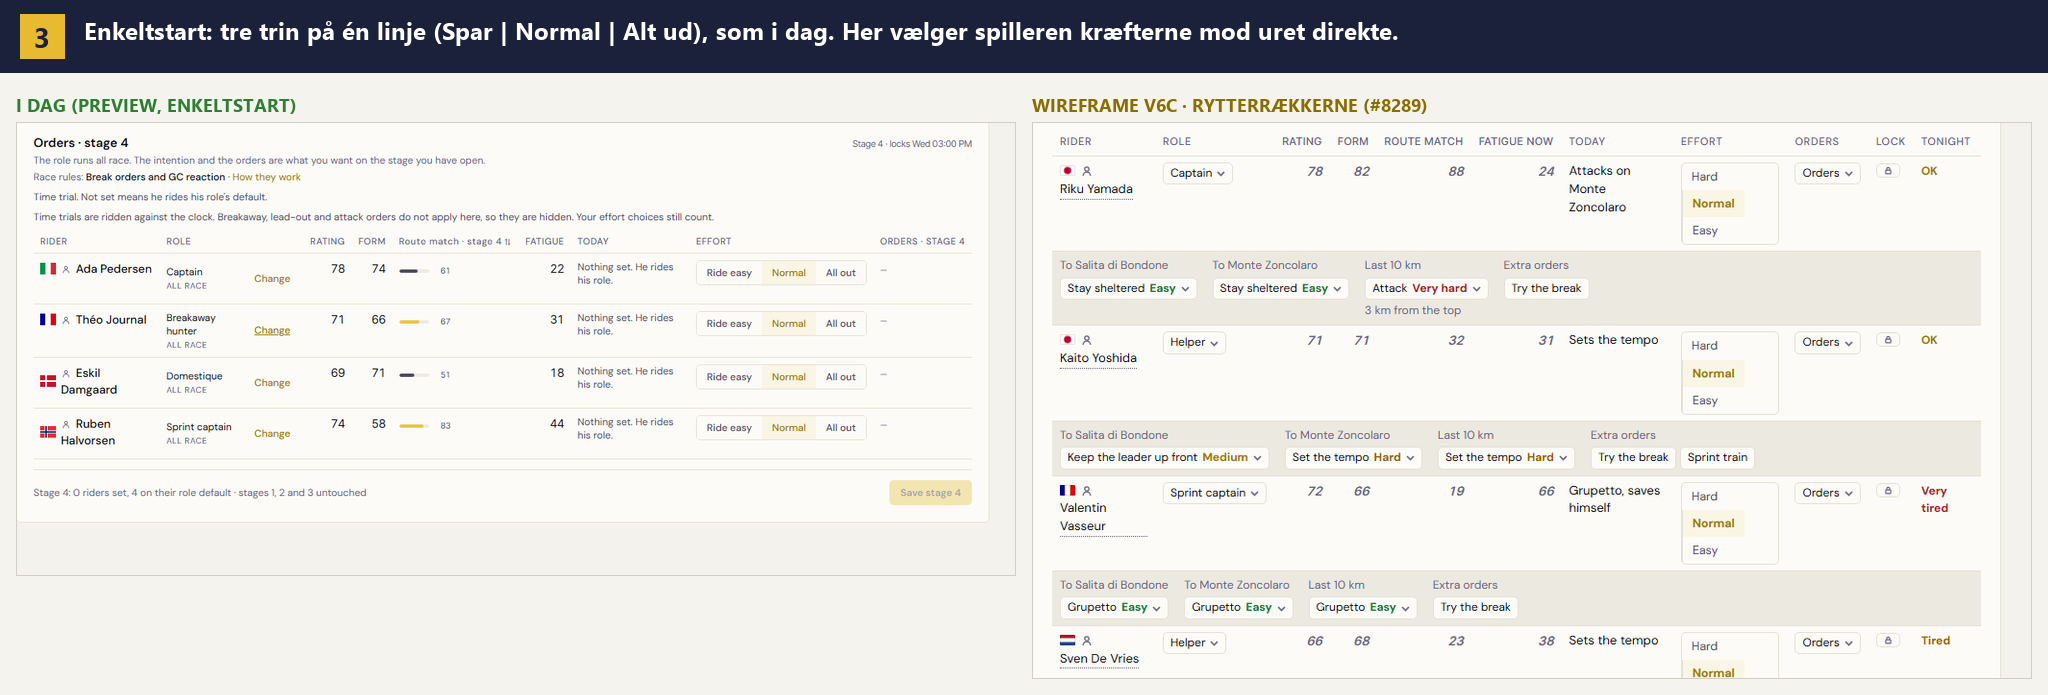 3
Enkeltstart: tre trin på én linje (Spar | Normal | Alt ud), som i dag. Her vælger spilleren kræfterne mod uret direkte.
I DAG (PREVIEW, ENKELTSTART)
Orders · stage 4
Stage 4 · locks Wed 03:00 PM
The role runs all race. The intention and the orders are what you want on the stage you have open.
Race rules: Break orders and GC reaction · How they work
Time trial. Not set means he rides his role's default.
Time trials are ridden against the clock. Breakaway, lead-out and attack orders do not apply here, so they are hidden. Your effort choices still count.
RIDER ROLE RATING FORM Route match · stage 4 ⇅ FATIGUE TODAY EFFORT ORDERS · STAGE 4
Ada Pedersen Captain Change 78 74 61 22 Nothing set. He rides Ride easy Normal All out –
ALL RACE his role.
Théo Journal Breakaway Change 71 66 67 31 Nothing set. He rides Ride easy Normal All out –
hunter his role.
ALL RACE
Eskil Domestique Change 69 71 51 18 Nothing set. He rides Ride easy Normal All out –
Damgaard ALL RACE his role.
Ruben Sprint captain Change 74 58 83 44 Nothing set. He rides Ride easy Normal All out –
Halvorsen ALL RACE his role.
Stage 4: 0 riders set, 4 on their role default · stages 1, 2 and 3 untouched
Save stage 4
WIREFRAME V6C · RYTTERRÆKKERNE (#8289)
RIDER ROLE RATING FORM ROUTE MATCH FATIGUE NOW TODAY EFFORT ORDERS LOCK TONIGHT
Riku Yamada Captain 78 82 88 24 Attacks on Hard Orders OK
Monte Normal
Zoncolaro Easy
To Salita di Bondone To Monte Zoncolaro Last 10 km Extra orders
Stay sheltered Easy Stay sheltered Easy Attack Very hard Try the break
3 km from the top
Kaito Yoshida Helper 71 71 32 31 Sets the tempo Hard Orders OK
Normal
Easy
To Salita di Bondone To Monte Zoncolaro Last 10 km Extra orders
Keep the leader up front Medium Set the tempo Hard Set the tempo Hard Try the break Sprint train
Valentin Sprint captain 72 66 19 66 Grupetto, saves Hard Orders Very
Vasseur himself Normal tired
Easy
To Salita di Bondone To Monte Zoncolaro Last 10 km Extra orders
Grupetto Easy Grupetto Easy Grupetto Easy Try the break
Sven De Vries Helper 66 68 23 38 Sets the tempo Hard Orders Tired
Normal